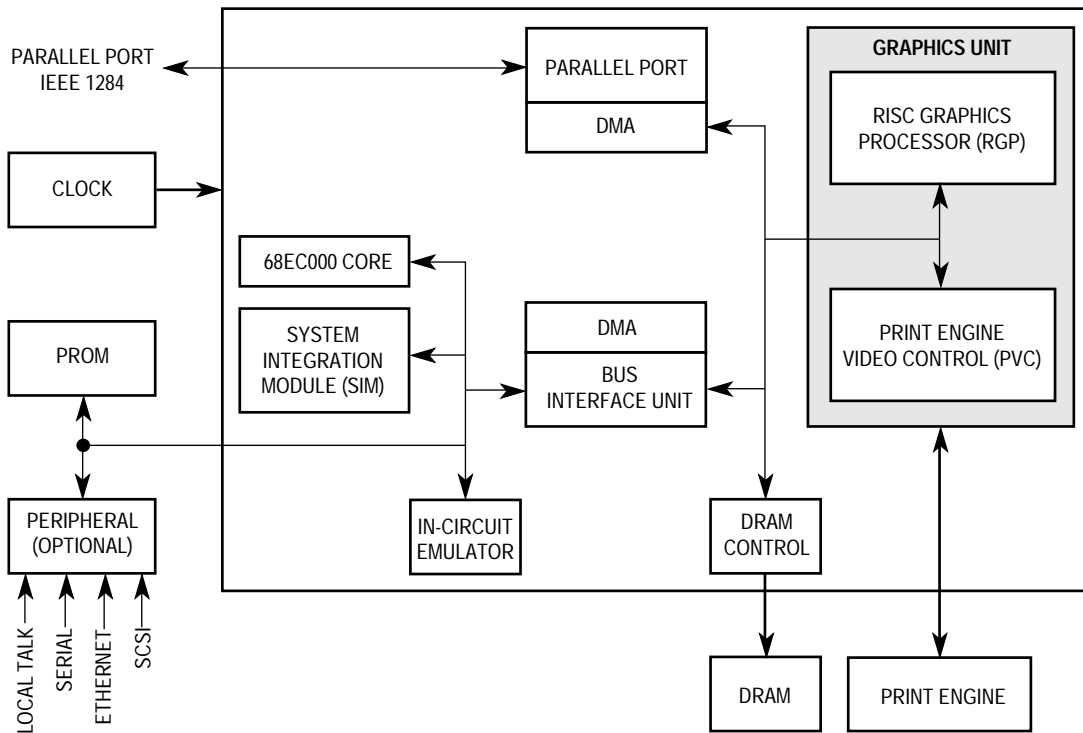 PARALLEL PORT
IEEE 1284
PARALLEL PORT
DMA
GRAPHICS UNIT
RISC GRAPHICS
PROCESSOR (RGP)
CLOCK
68EC000 CORE
SYSTEM
INTEGRATION
MODULE (SIM)
DMA
BUS
INTERFACE UNIT
PRINT ENGINE
VIDEO CONTROL (PVC)
PROM
PERIPHERAL
(OPTIONAL)
IN-CIRCUIT
EMULATOR
DRAM
CONTROL
LOCAL TALK
SERIAL
ETHERNET
SCSI
DRAM
PRINT ENGINE